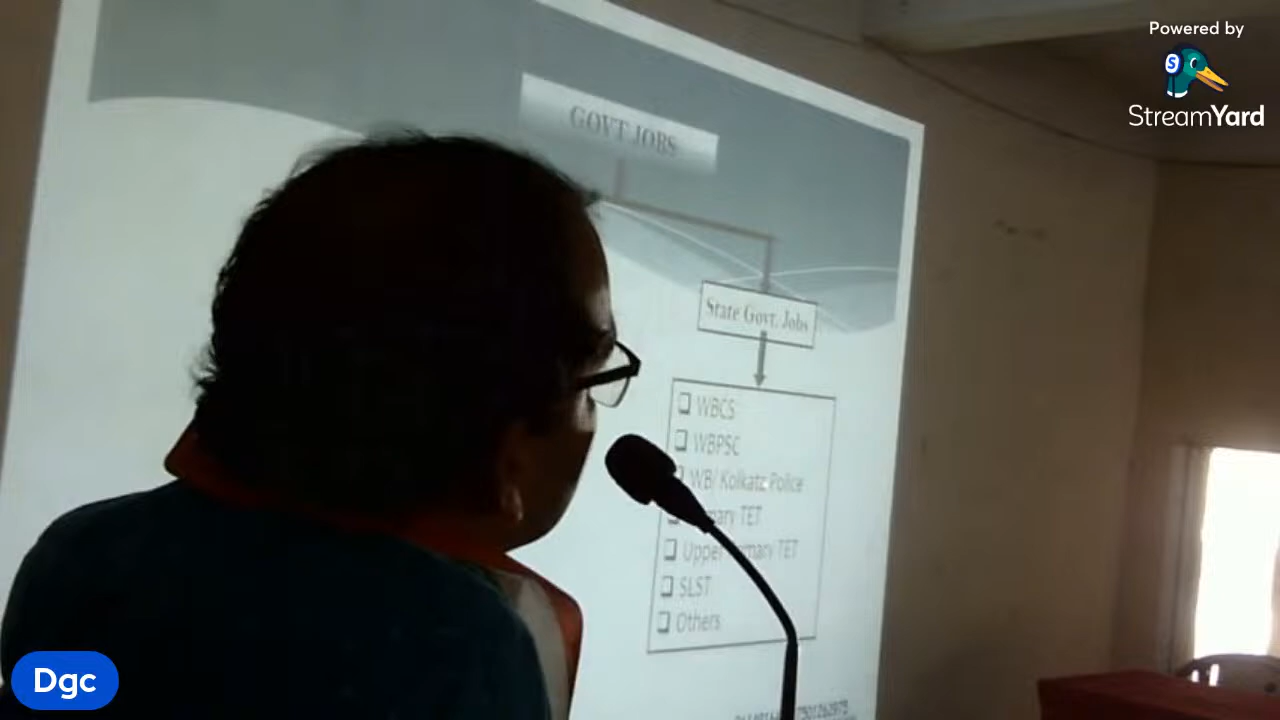 Powered by
StreamYard
GOVT JOBS
State Govt. Jobs
❑ WBCS
❑ WBPSC
WB/ Kolkata Police
TET
❑ Upper TET
❑ SLST
❑ Others
Dgc